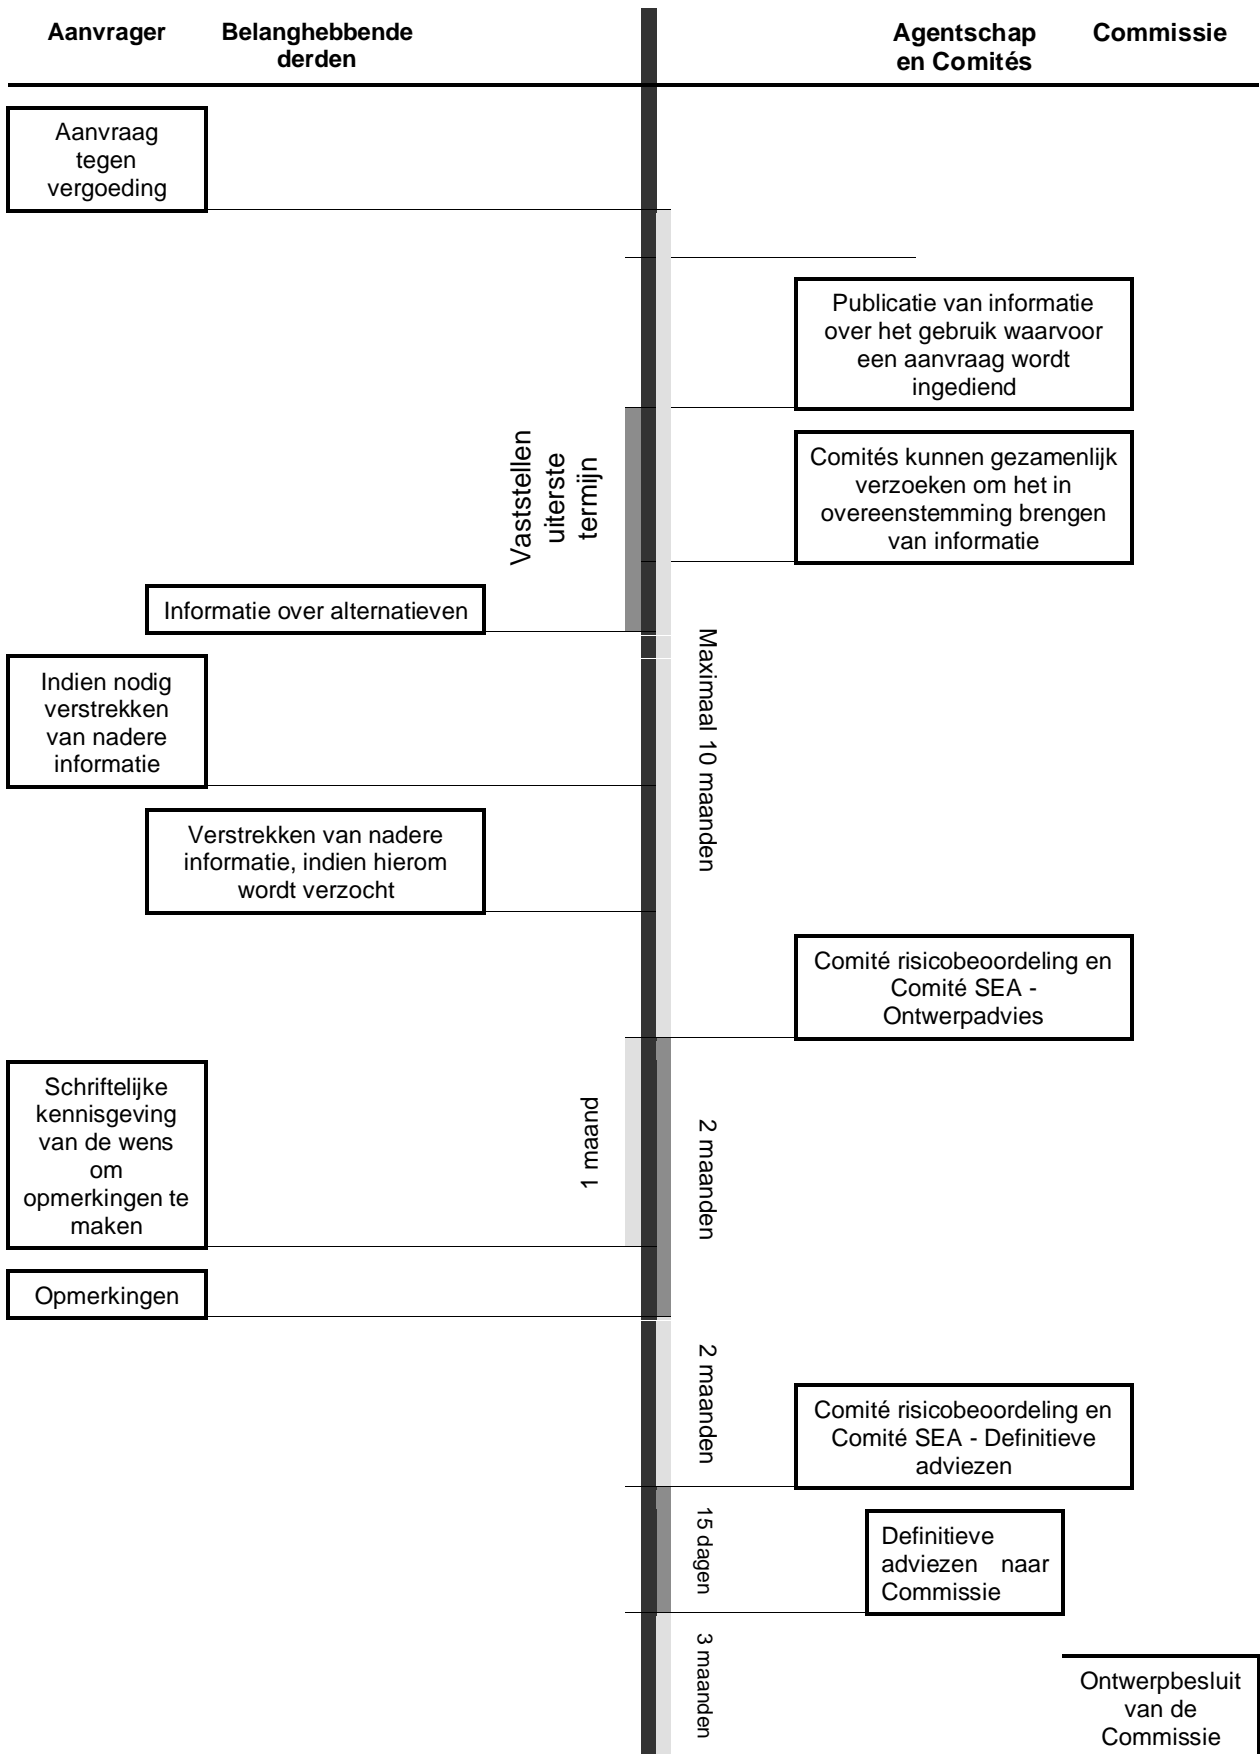 Aanvrager
Belanghebbende
derden
Agentschap
en Comités
Commissie
Aanvraag
tegen
vergoeding
Publicatie van informatie
over het gebruik waarvoor
een aanvraag wordt
ingediend
Vaststellen
uiterste
termijn
Comités kunnen gezamenlijk
verzoeken om het in
overeenstemming brengen
van informatie
Informatie over alternatieven
Maximaal 10 maanden
Indien nodig
verstrekken
van nadere
informatie
Verstrekken van nadere
informatie, indien hierom
wordt verzocht
Comité risicobeoordeling en
Comité SEA -
Ontwerpadvies
Schriftelijke
kennisgeving
van de wens
om
opmerkingen te
maken
1 maand
2 maanden
Opmerkingen
2 maanden
Comité risicobeoordeling en
Comité SEA - Definitieve
adviezen
15 dagen
Definitieve
adviezen naar
Commissie
3 maanden
Ontwerpbesluit
van de
Commissie